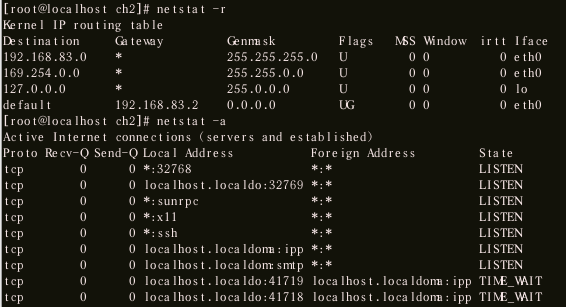 [root@localhost ch2]# netstat -r
Kernel IP routing table
Destination Gateway Genmask Flags MSS Window irtt Iface
192.168.83.0 * 255.255.255.0 U 0 0 0 eth0
169.254.0.0 * 255.255.0.0 U 0 0 0 eth0
127.0.0.0 * 255.0.0.0 U 0 0 0 lo
default 192.168.83.2 0.0.0.0 UG 0 0 0 eth0
[root@localhost ch2]# netstat -a
Active Internet connections (servers and established)
Proto Recv-Q Send-Q Local Address Foreign Address State
tcp 0 0 *:32768 *:* LISTEN
tcp 0 0 localhost.localdo:32769 *:* LISTEN
tcp 0 0 *:sunrpc *:* LISTEN
tcp 0 0 *:x11 *:* LISTEN
tcp 0 0 *:ssh *:* LISTEN
tcp 0 0 localhost.localdoma:ipp *:* LISTEN
tcp 0 0 localhost.localdom:smtp *:* LISTEN
tcp 0 0 localhost.localdo:41719 localhost.localdoma:ipp TIME_WAIT
tcp 0 0 localhost.localdo:41718 localhost.localdoma:ipp TIME_WAIT